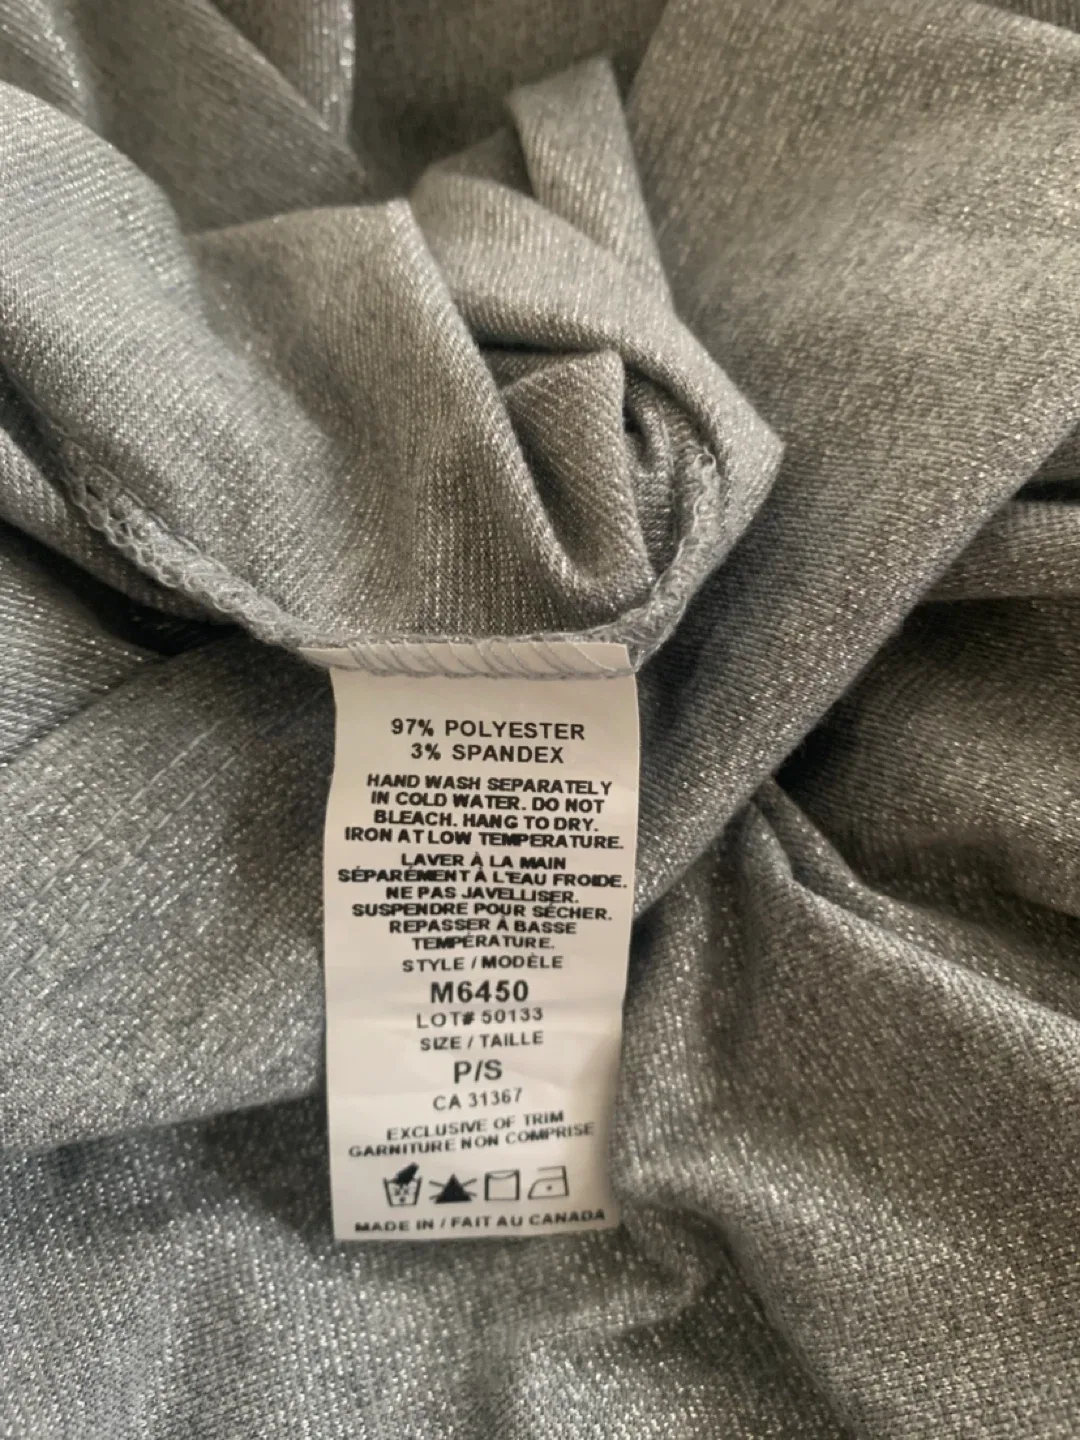 97% POLYESTER
3% SPANDEX
HAND WASH SEPARATELY
IN COLD WATER. DO NOT
BLEACH. HANG TO DRY.
IRON AT LOW TEMPERATURE.
LAVER À LA MAIN
SÉPARÉMENT À L'EAU FROIDE.
NE PAS JAVELLISER.
SUSPENDRE POUR SÉCHER.
REPASSER À BASSE
TEMPÉRATURE.
STYLE / MODÈLE
M6450
LOT# 50133
SIZE / TAILLE
P/S
CA 31367
EXCLUSIVE OF TRIM
GARNITURE NON COMPRISE
MADE IN / FAIT AU CANADA